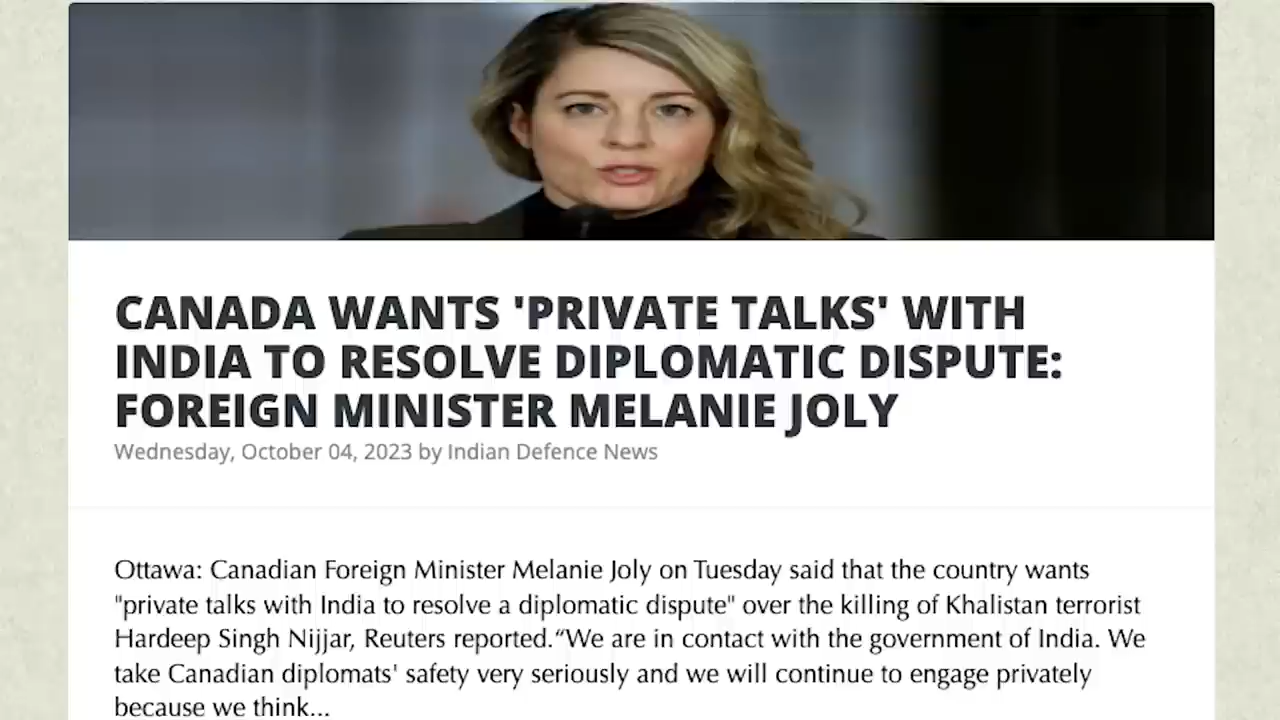 CANADA WANTS 'PRIVATE TALKS' WITH
INDIA TO RESOLVE DIPLOMATIC DISPUTE:
FOREIGN MINISTER MELANIE JOLY
Wednesday, October 04, 2023 by Indian Defence News
Ottawa: Canadian Foreign Minister Melanie Joly on Tuesday said that the country wants
"private talks with India to resolve a diplomatic dispute" over the killing of Khalistan terrorist
Hardeep Singh Nijjar, Reuters reported.“We are in contact with the government of India. We
take Canadian diplomats' safety very seriously and we will continue to engage privately
because we think...